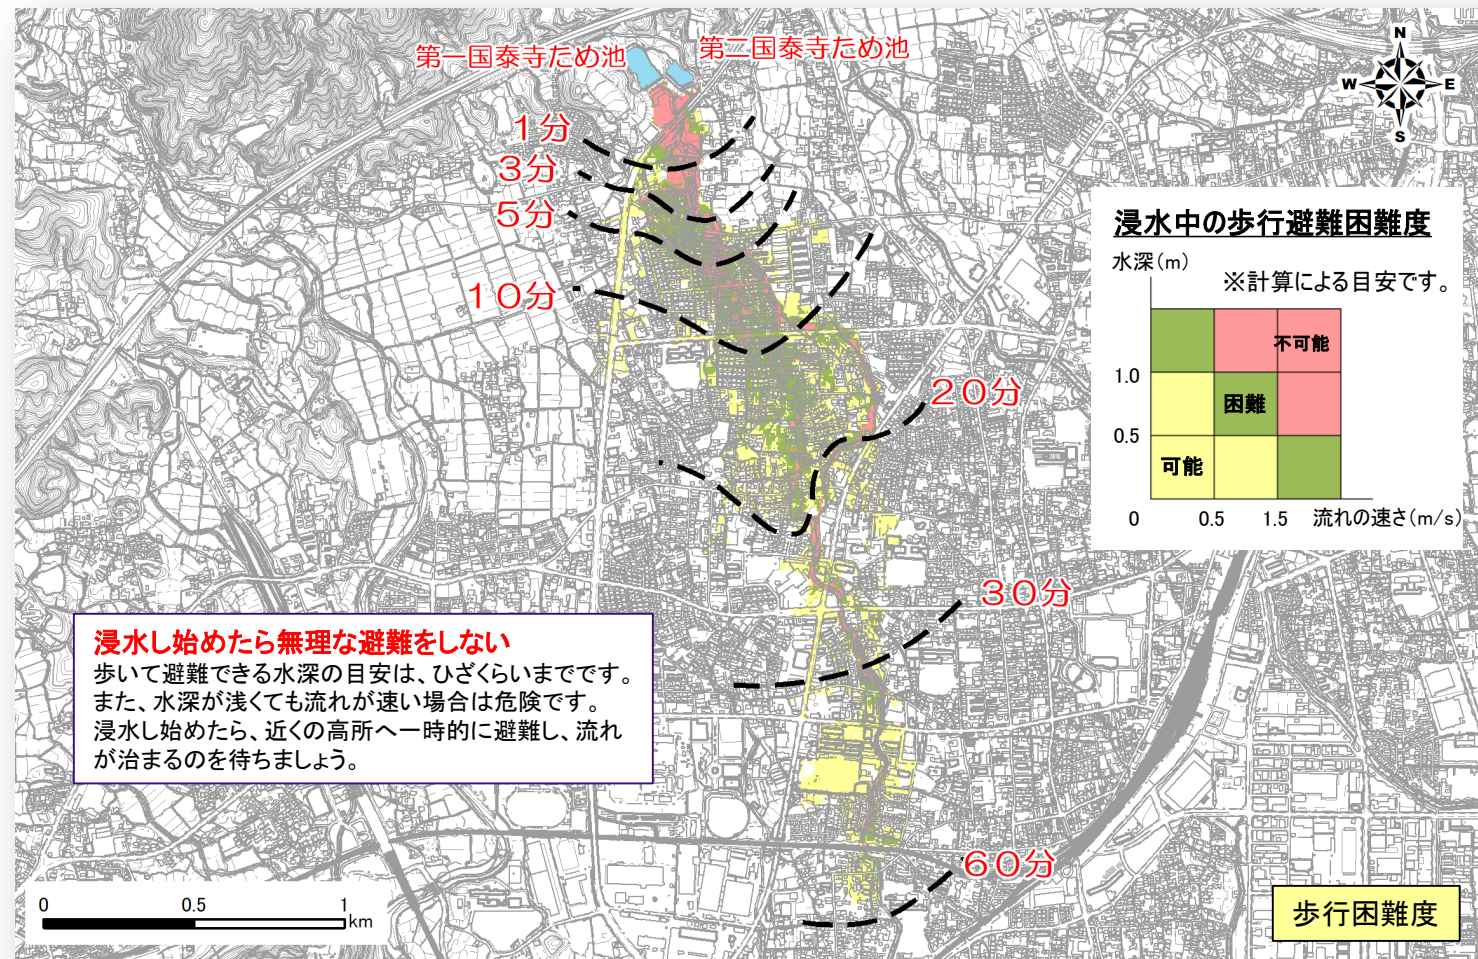 第一国泰寺ため池
第二国泰寺ため池
N
W
E
S
1分
3分
5分
10分
20分
30分
60分
浸水中の歩行避難困難度
水深(m)
※計算による目安です。
不可能
1.0
困難
0.5
可能
0
0.5
1.5
流れの速さ(m/s)
浸水し始めたら無理な避難をしない
歩いて避難できる水深の目安は、ひざくらいまでです。
また、水深が浅くても流れが速い場合は危険です。
浸水し始めたら、近くの高所へ一時的に避難し、流れ
が治まるのを待ちましょう。
0
0.5
1
km
歩行困難度